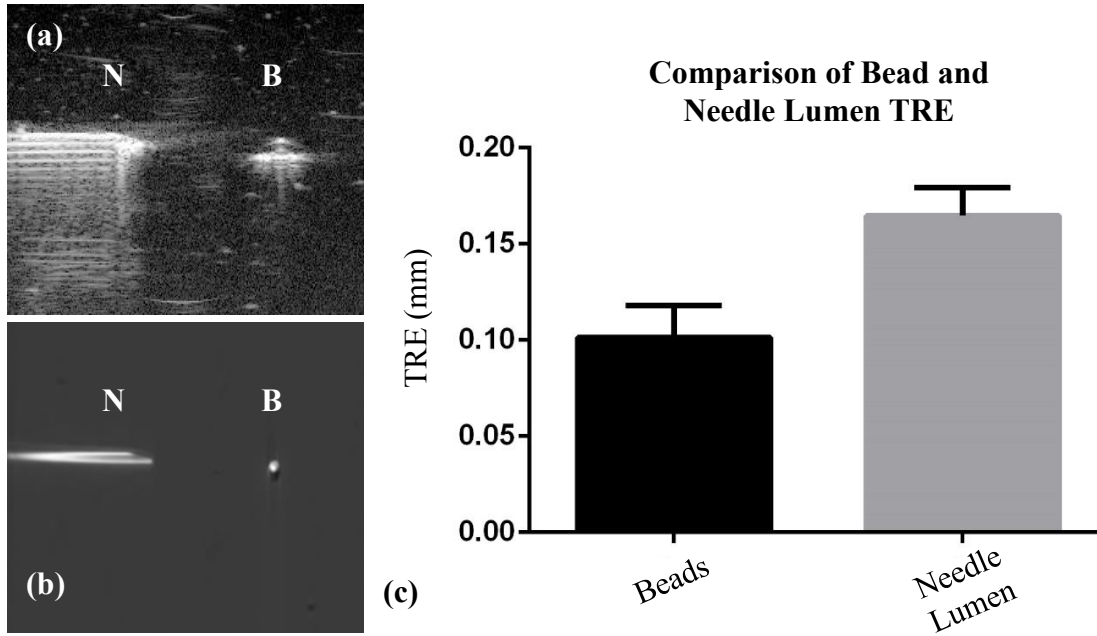 (a)
N
B
N
B
(b)
Comparison of Bead and
Needle Lumen TRE
TRE (mm)
0.20
0.15
0.10
0.05
0.00
Beads
Needle
Lumen
(c)